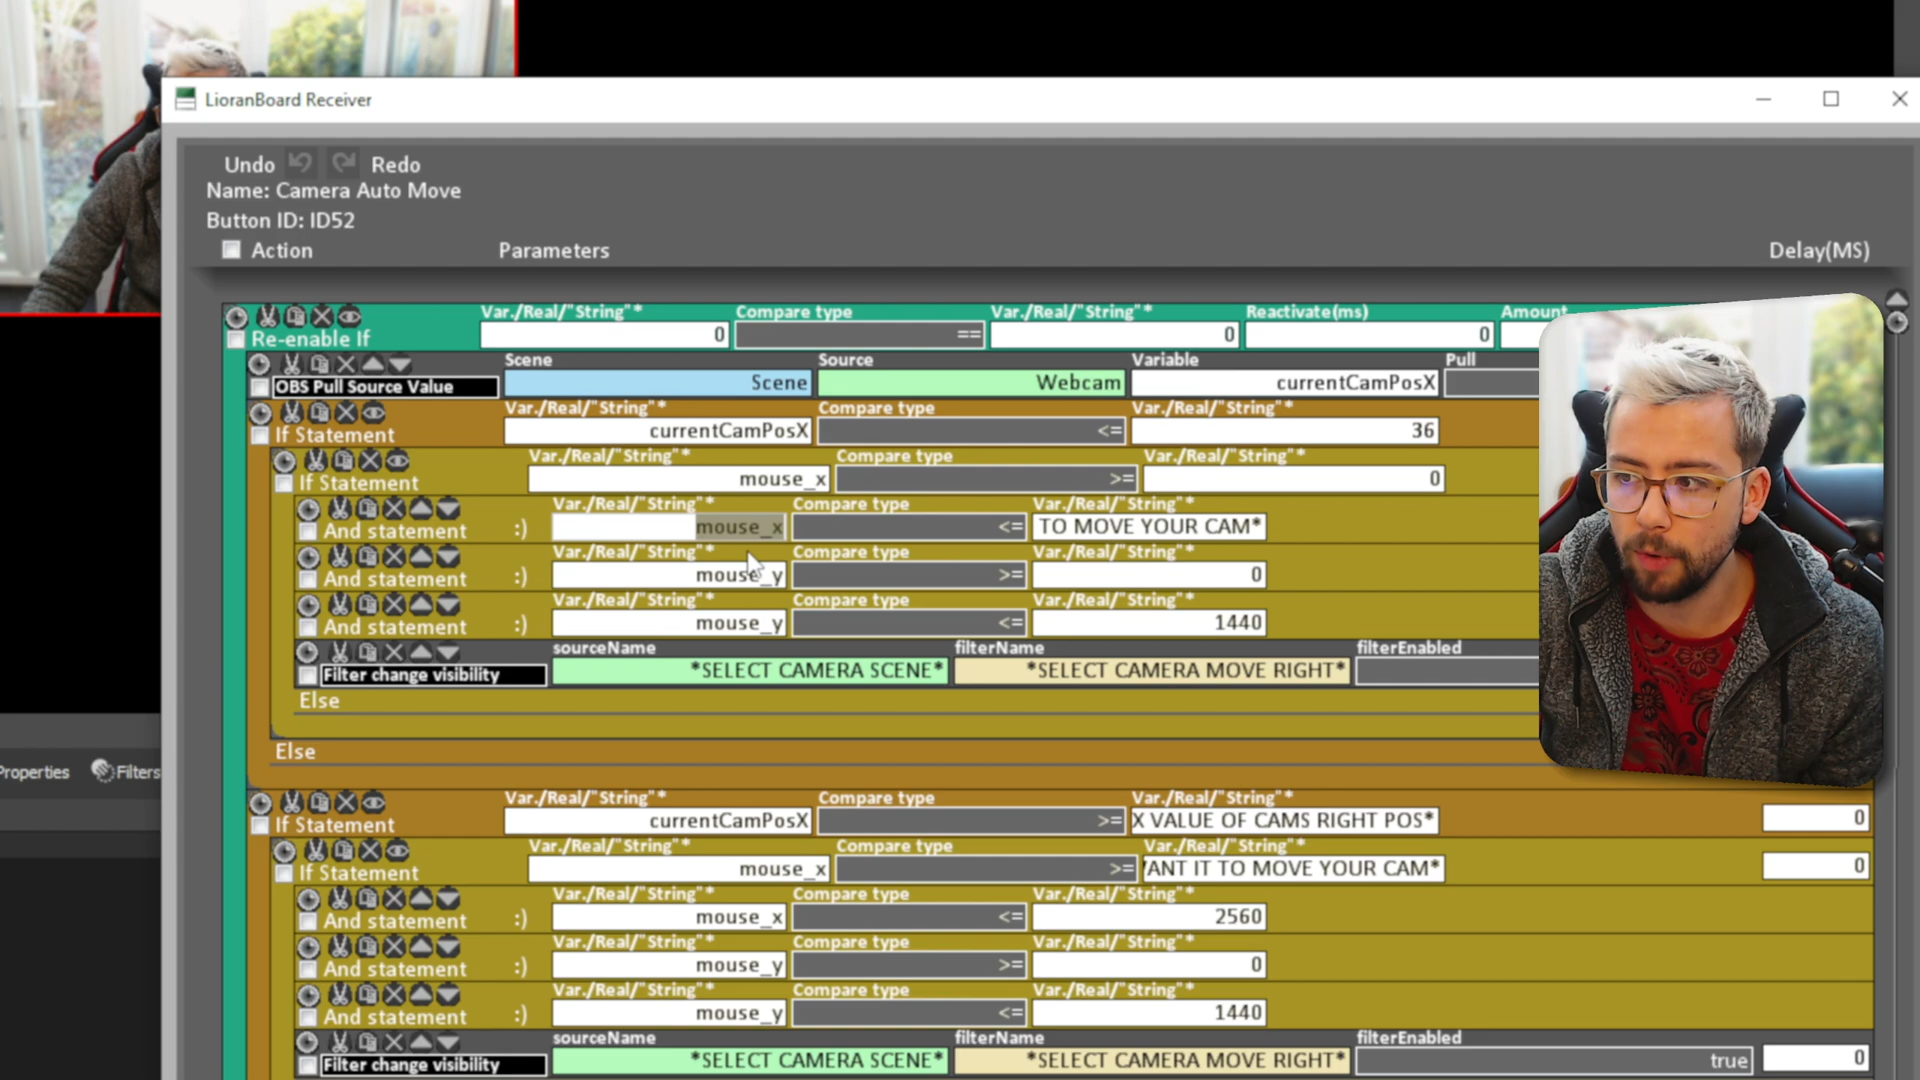 LioranBoard Receiver
Undo Redo
Name: Camera Auto Move
Button ID: ID52
Action Parameters Delay(MS)
Var./Real/"String"* Compare type Var./Real/"String"* Reactivate(ms) Amount
Re-enable If 0 == 0 0
Scene Source Variable Pull
OBS Pull Source Value Scene Webcam currentCamPosX
Var./Real/"String"* Compare type Var./Real/"String"*
If Statement currentCamPosX <= 36
Var./Real/"String"* Compare type Var./Real/"String"*
If Statement mouse_x >= 0
Var./Real/"String"* Compare type Var./Real/"String"*
And statement :) mouse_x <= TO MOVE YOUR CAM*
Var./Real/"String"* Compare type Var./Real/"String"*
And statement :) mouse_y >= 0
Var./Real/"String"* Compare type Var./Real/"String"*
And statement :) mouse_y <= 1440
sourceName filterName filterEnabled
Filter change visibility *SELECT CAMERA SCENE* *SELECT CAMERA MOVE RIGHT*
Else
Else
Properties Filters
Var./Real/"String"* Compare type Var./Real/"String"*
If Statement currentCamPosX >= X VALUE OF CAMS RIGHT POS* 0
Var./Real/"String"* Compare type Var./Real/"String"*
If Statement mouse_x >= ANT IT TO MOVE YOUR CAM* 0
Var./Real/"String"* Compare type Var./Real/"String"*
And statement :) mouse_x <= 2560
Var./Real/"String"* Compare type Var./Real/"String"*
And statement :) mouse_y >= 0
Var./Real/"String"* Compare type Var./Real/"String"*
And statement :) mouse_y <= 1440
sourceName filterName filterEnabled
Filter change visibility *SELECT CAMERA SCENE* *SELECT CAMERA MOVE RIGHT* true 0